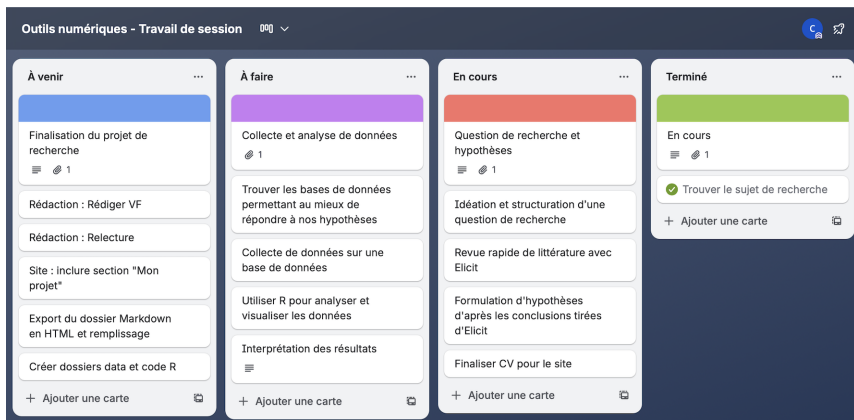 Outils numériques - Travail de session
C
À venir
Finalisation du projet de
recherche
1
Rédaction : Rédiger VF
Rédaction : Relecture
Site : inclure section "Mon
projet"
Export du dossier Markdown
en HTML et remplissage
Créer dossiers data et code R
+ Ajouter une carte
À faire
Collecte et analyse de données
1
Trouver les bases de données
permettant au mieux de
répondre à nos hypothèses
Collecte de données sur une
base de données
Utiliser R pour analyser et
visualiser les données
Interprétation des résultats
+ Ajouter une carte
En cours
Question de recherche et
hypothèses
1
Idéation et structuration d'une
question de recherche
Revue rapide de littérature avec
Elicit
Formulation d'hypothèses
d'après les conclusions tirées
d'Elicit
Finaliser CV pour le site
+ Ajouter une carte
Terminé
En cours
1
Trouver le sujet de recherche
+ Ajouter une carte